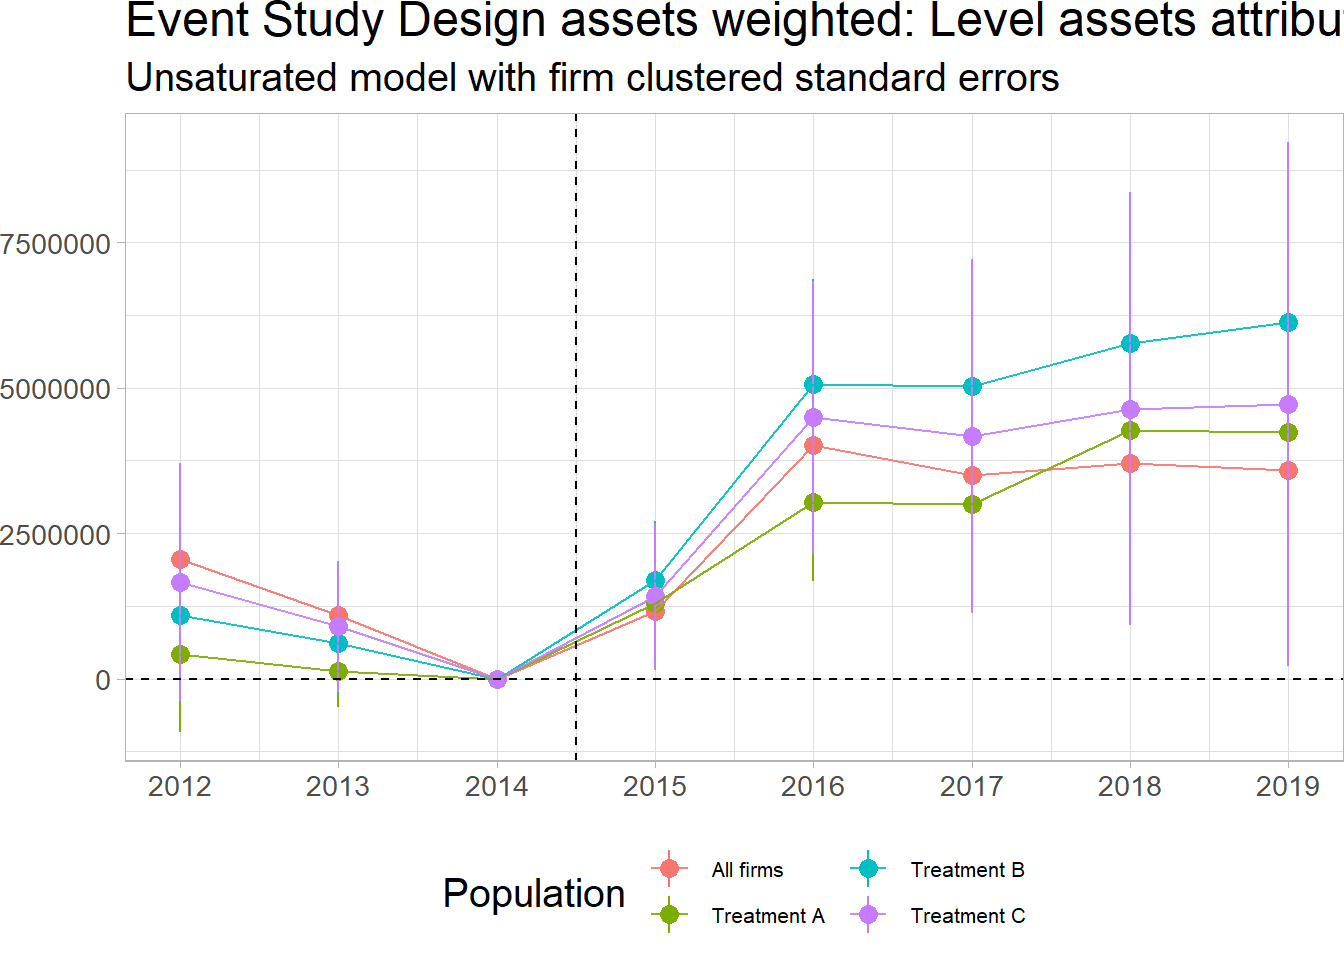 Event Study Design assets weighted: Level assets attribu
Unsaturated model with firm clustered standard errors
7500000
5000000
2500000
0
2012 2013 2014 2015 2016 2017 2018 2019
Population
All firms
Treatment B
Treatment A
Treatment C